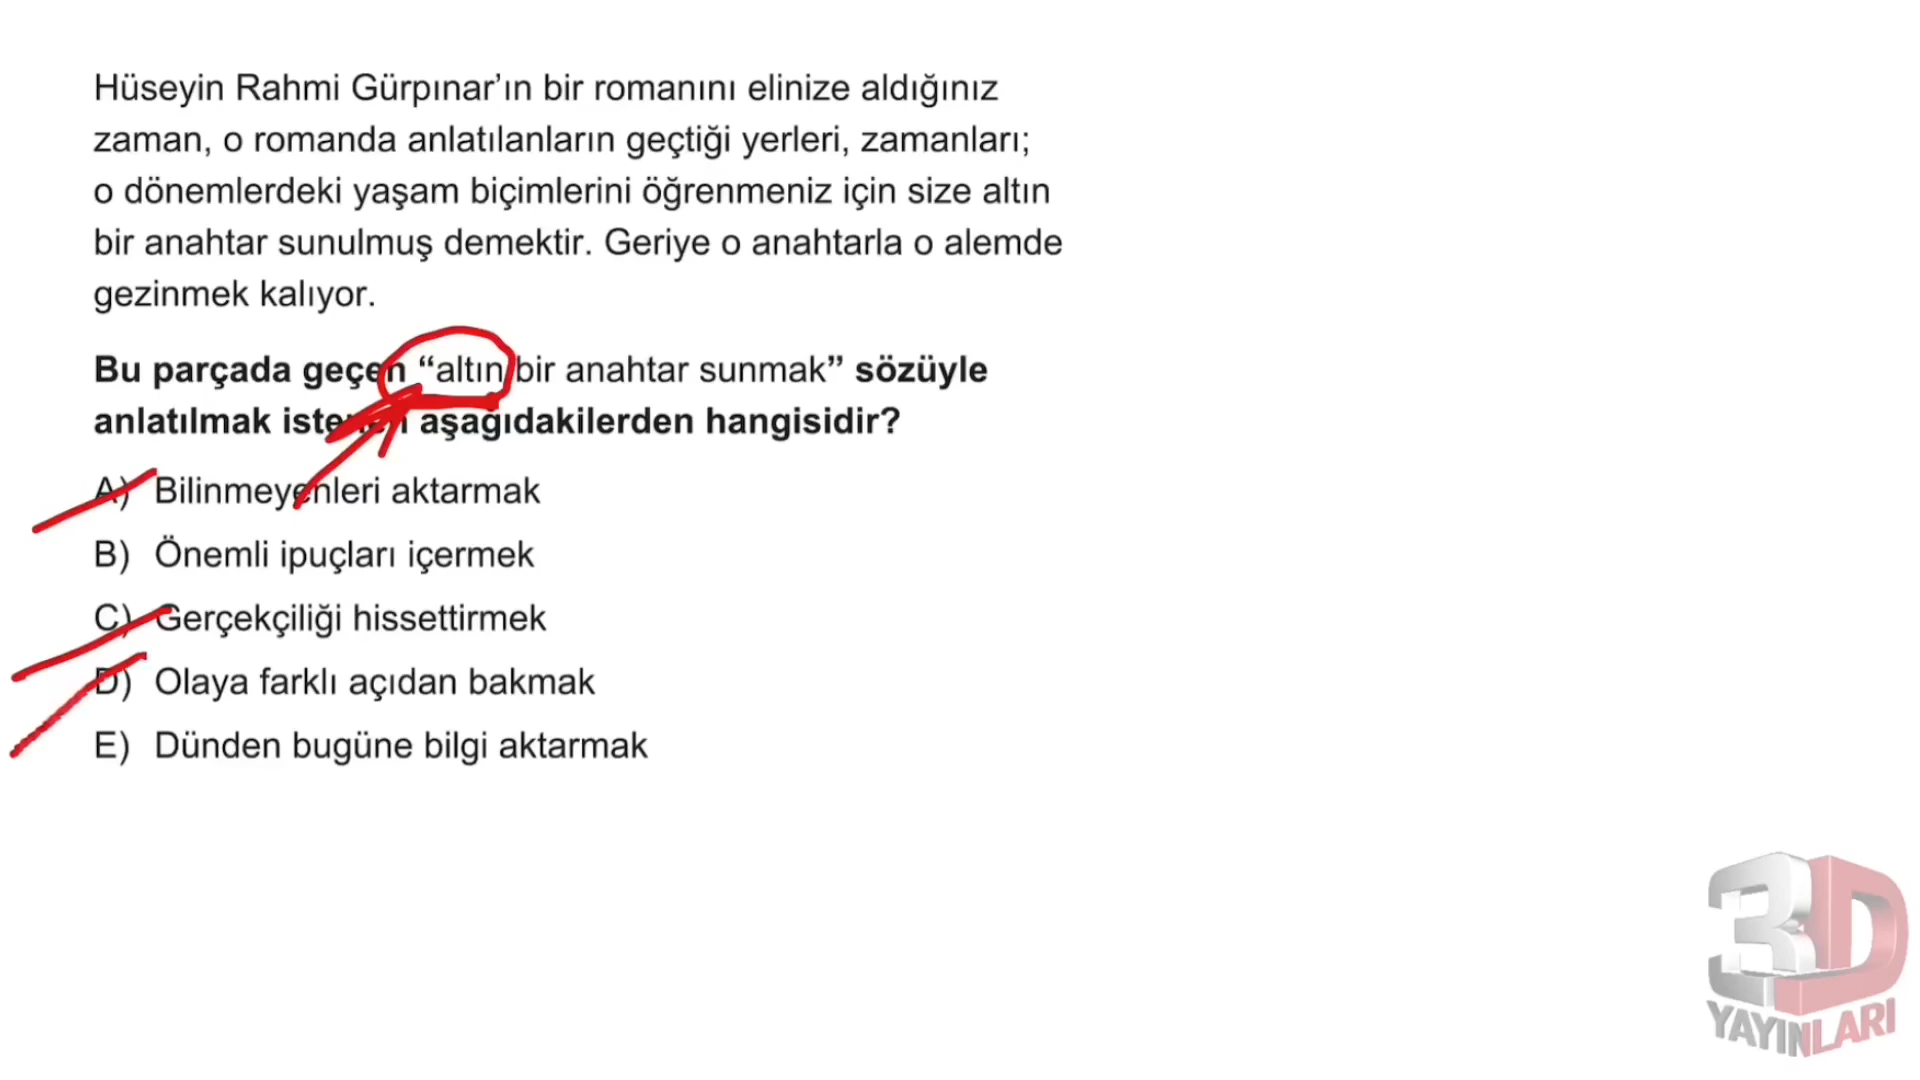 Hüseyin Rahmi Gürpınar’ın bir romanını elinize aldığınız
zaman, o romanda anlatılanların geçtiği yerleri, zamanları;
o dönemlerdeki yaşam biçimlerini öğrenmeniz için size altın
bir anahtar sunulmuş demektir. Geriye o anahtarla o alemde
gezinmek kalıyor.
Bu parçada geçen “altın bir anahtar sunmak” sözüyle
anlatılmak istenen aşağıdakilerden hangisidir?
A) Bilinmeyenleri aktarmak
B) Önemli ipuçları içermek
C) Gerçekçiliği hissettirmek
D) Olaya farklı açıdan bakmak
E) Dünden bugüne bilgi aktarmak
3D
YAYINLARI